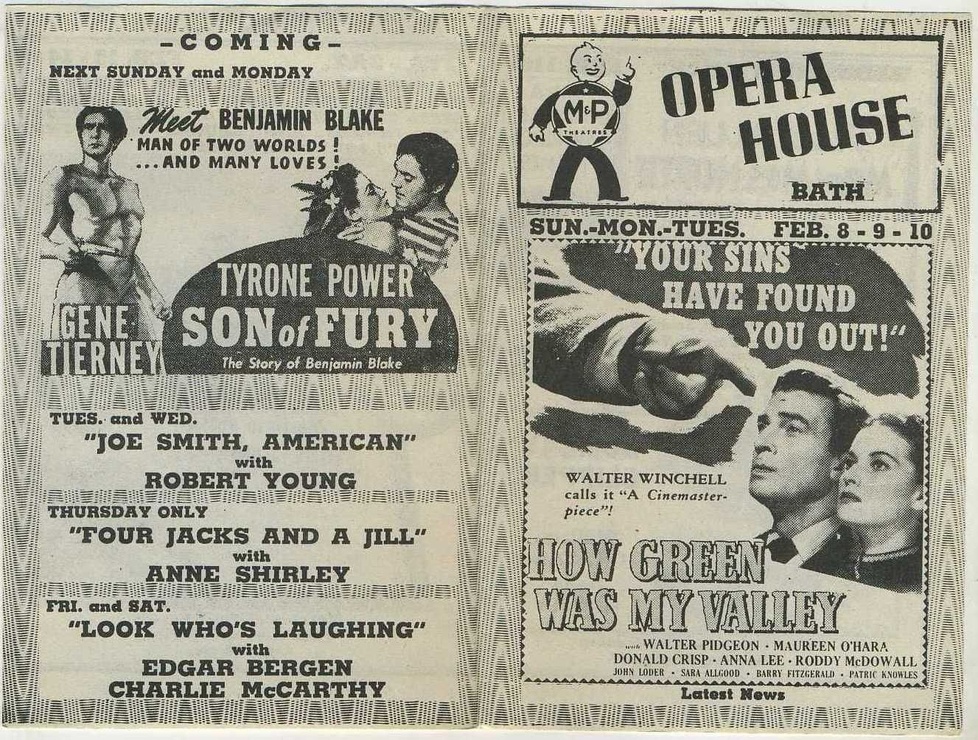 -COMING-
NEXT SUNDAY and MONDAY
Meet BENJAMIN BLAKE
MAN OF TWO WORLDS!
...AND MANY LOVES!
TYRONE POWER
GENE
TIERNEY
SON of FURY
The Story of Benjamin Blake
TUES. and WED.
"JOE SMITH, AMERICAN"
with
ROBERT YOUNG
THURSDAY ONLY
"FOUR JACKS AND A JILL"
with
ANNE SHIRLEY
FRI. and SAT.
"LOOK WHO'S LAUGHING"
with
EDGAR BERGEN
CHARLIE McCARTHY
M&P
THEATRES
OPERA
HOUSE
BATH
SUN.-MON.-TUES. FEB. 8-9-10
"YOUR SINS
HAVE FOUND
YOU OUT!"
WALTER WINCHELL
calls it "A Cinemaster-
piece"!
HOW GREEN
WAS MY VALLEY
with WALTER PIDGEON · MAUREEN O'HARA
DONALD CRISP · ANNA LEE · RODDY McDOWALL
JOHN LODER · SARA ALLGOOD · BARRY FITZGERALD · PATRIC KNOWLES
Latest News